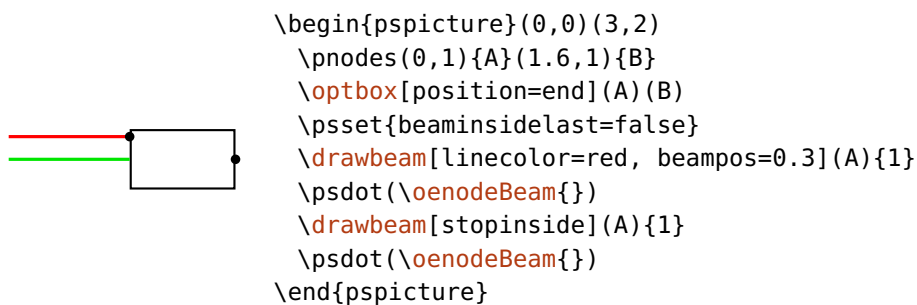 \begin{pspicture}(0,0)(3,2)
\pnodes(0,1){A}(1.6,1){B}
\optbox[position=end](A)(B)
\psset{beaminsidelast=false}
\drawbeam[linecolor=red, beampos=0.3](A){1}
\psdot(\oenodeBeam{})
\drawbeam[stopinside](A){1}
\psdot(\oenodeBeam{})
\end{pspicture}